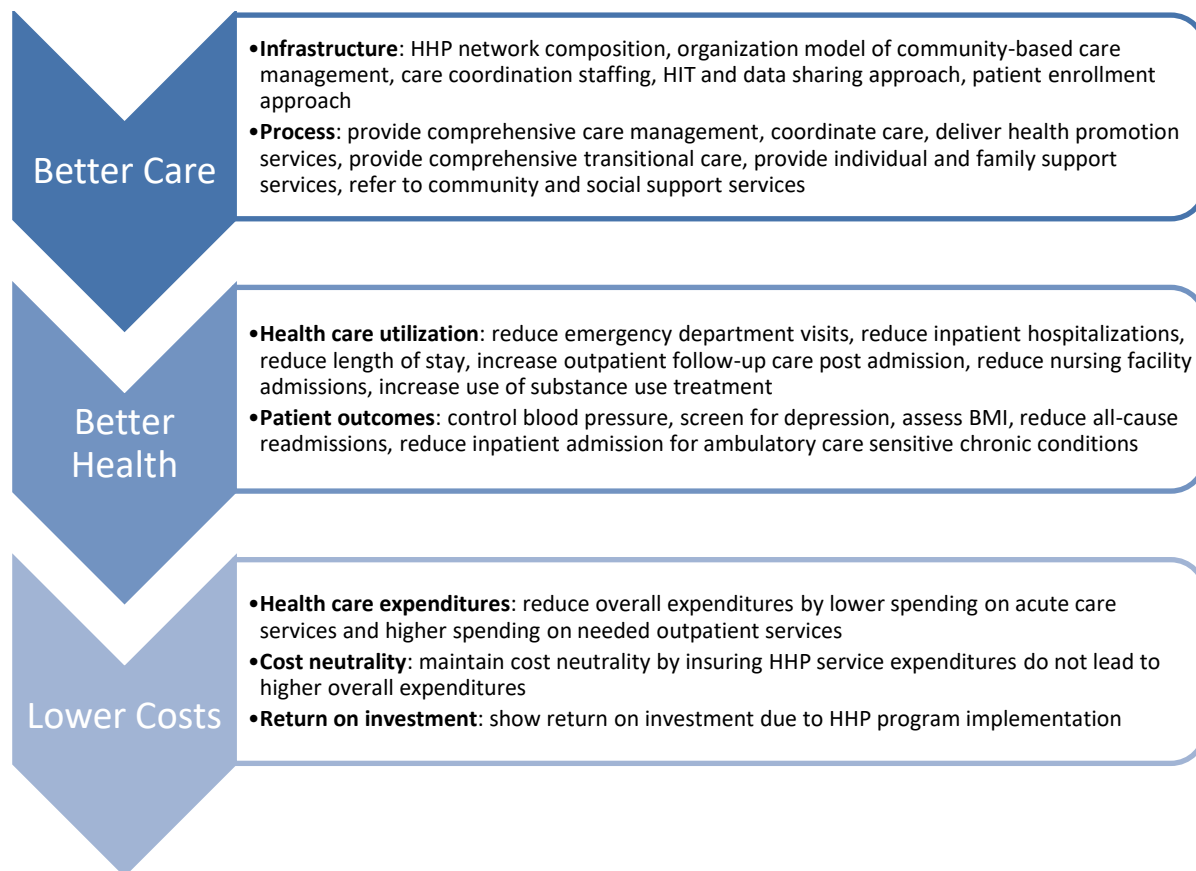 Better Care
•Infrastructure: HHP network composition, organization model of community-based care
management, care coordination staffing, HIT and data sharing approach, patient enrollment
approach
•Process: provide comprehensive care management, coordinate care, deliver health promotion
services, provide comprehensive transitional care, provide individual and family support
services, refer to community and social support services
Better
Health
•Health care utilization: reduce emergency department visits, reduce inpatient hospitalizations,
reduce length of stay, increase outpatient follow-up care post admission, reduce nursing facility
admissions, increase use of substance use treatment
•Patient outcomes: control blood pressure, screen for depression, assess BMI, reduce all-cause
readmissions, reduce inpatient admission for ambulatory care sensitive chronic conditions
Lower Costs
•Health care expenditures: reduce overall expenditures by lower spending on acute care
services and higher spending on needed outpatient services
•Cost neutrality: maintain cost neutrality by insuring HHP service expenditures do not lead to
higher overall expenditures
•Return on investment: show return on investment due to HHP program implementation